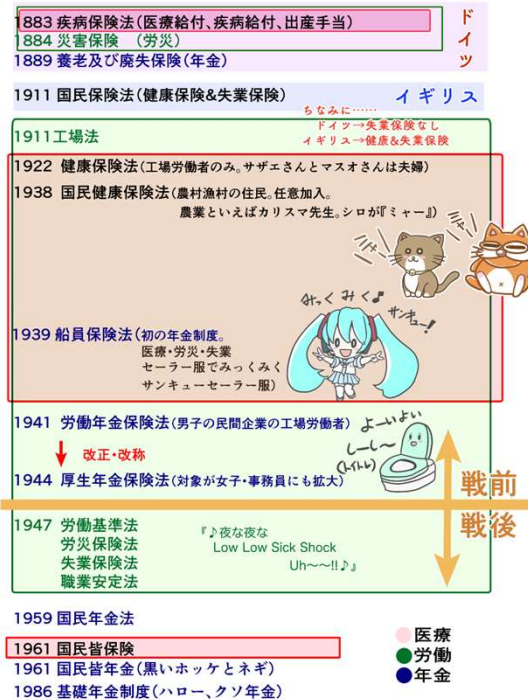 1883 疾病保険法(医療給付、疾病給付、出産手当)
1884 災害保険　(労災)
1889 養老及び廃失保険(年金)
ドイツ
1911 国民保険法(健康保険&失業保険)
イギリス
ちなみに……
ドイツ→失業保険なし
イギリス→健康&失業保険
1911工場法
1922 健康保険法(工場労働者のみ。サザエさんとマスオさんは夫婦)
1938 国民健康保険法(農村漁村の住民。任意加入。
農業といえばカリスマ先生。シロが『ミャー』)
みっくみく♪
サンキュー!
1939 船員保険法(初の年金制度。
医療・労災・失業
セーラー服でみっくみく
サンキューセーラー服)
1941 労働年金保険法(男子の民間企業の工場労働者)
よーいよい
しーしー〜
(トイトレ)
改正・改称
1944 厚生年金保険法(対象が女子・事務員にも拡大)
戦前
戦後
1947 労働基準法
労災保険法
失業保険法
職業安定法
『♪夜な夜な
Low Low Sick Shock
Uh〜〜!!♪』
1959 国民年金法
1961 国民皆保険
1961 国民皆年金(黒いホッケとネギ)
1986 基礎年金制度(ハロー、クソ年金)
医療
労働
年金